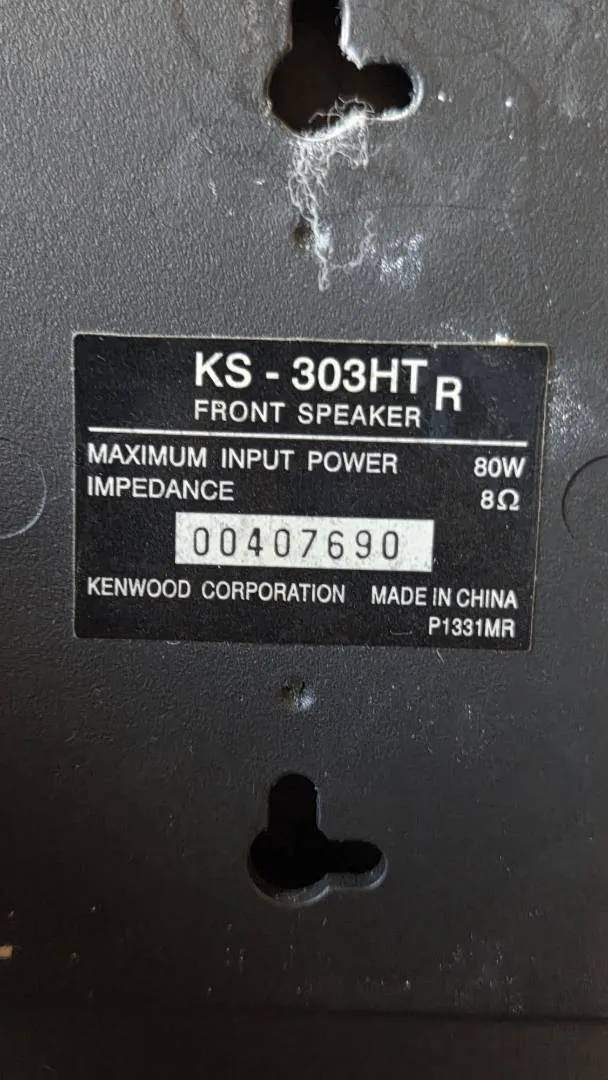 KS - 303HT R
FRONT SPEAKER
MAXIMUM INPUT POWER 80W
IMPEDANCE 8Ω
00407690
KENWOOD CORPORATION MADE IN CHINA
P1331MR